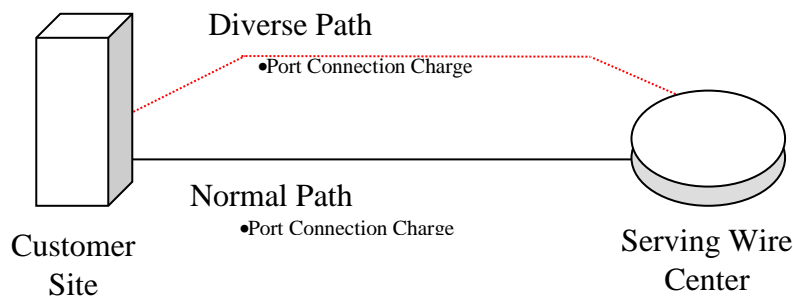 Diverse Path
•Port Connection Charge
Normal Path
•Port Connection Charge
Customer
Site
Serving Wire
Center